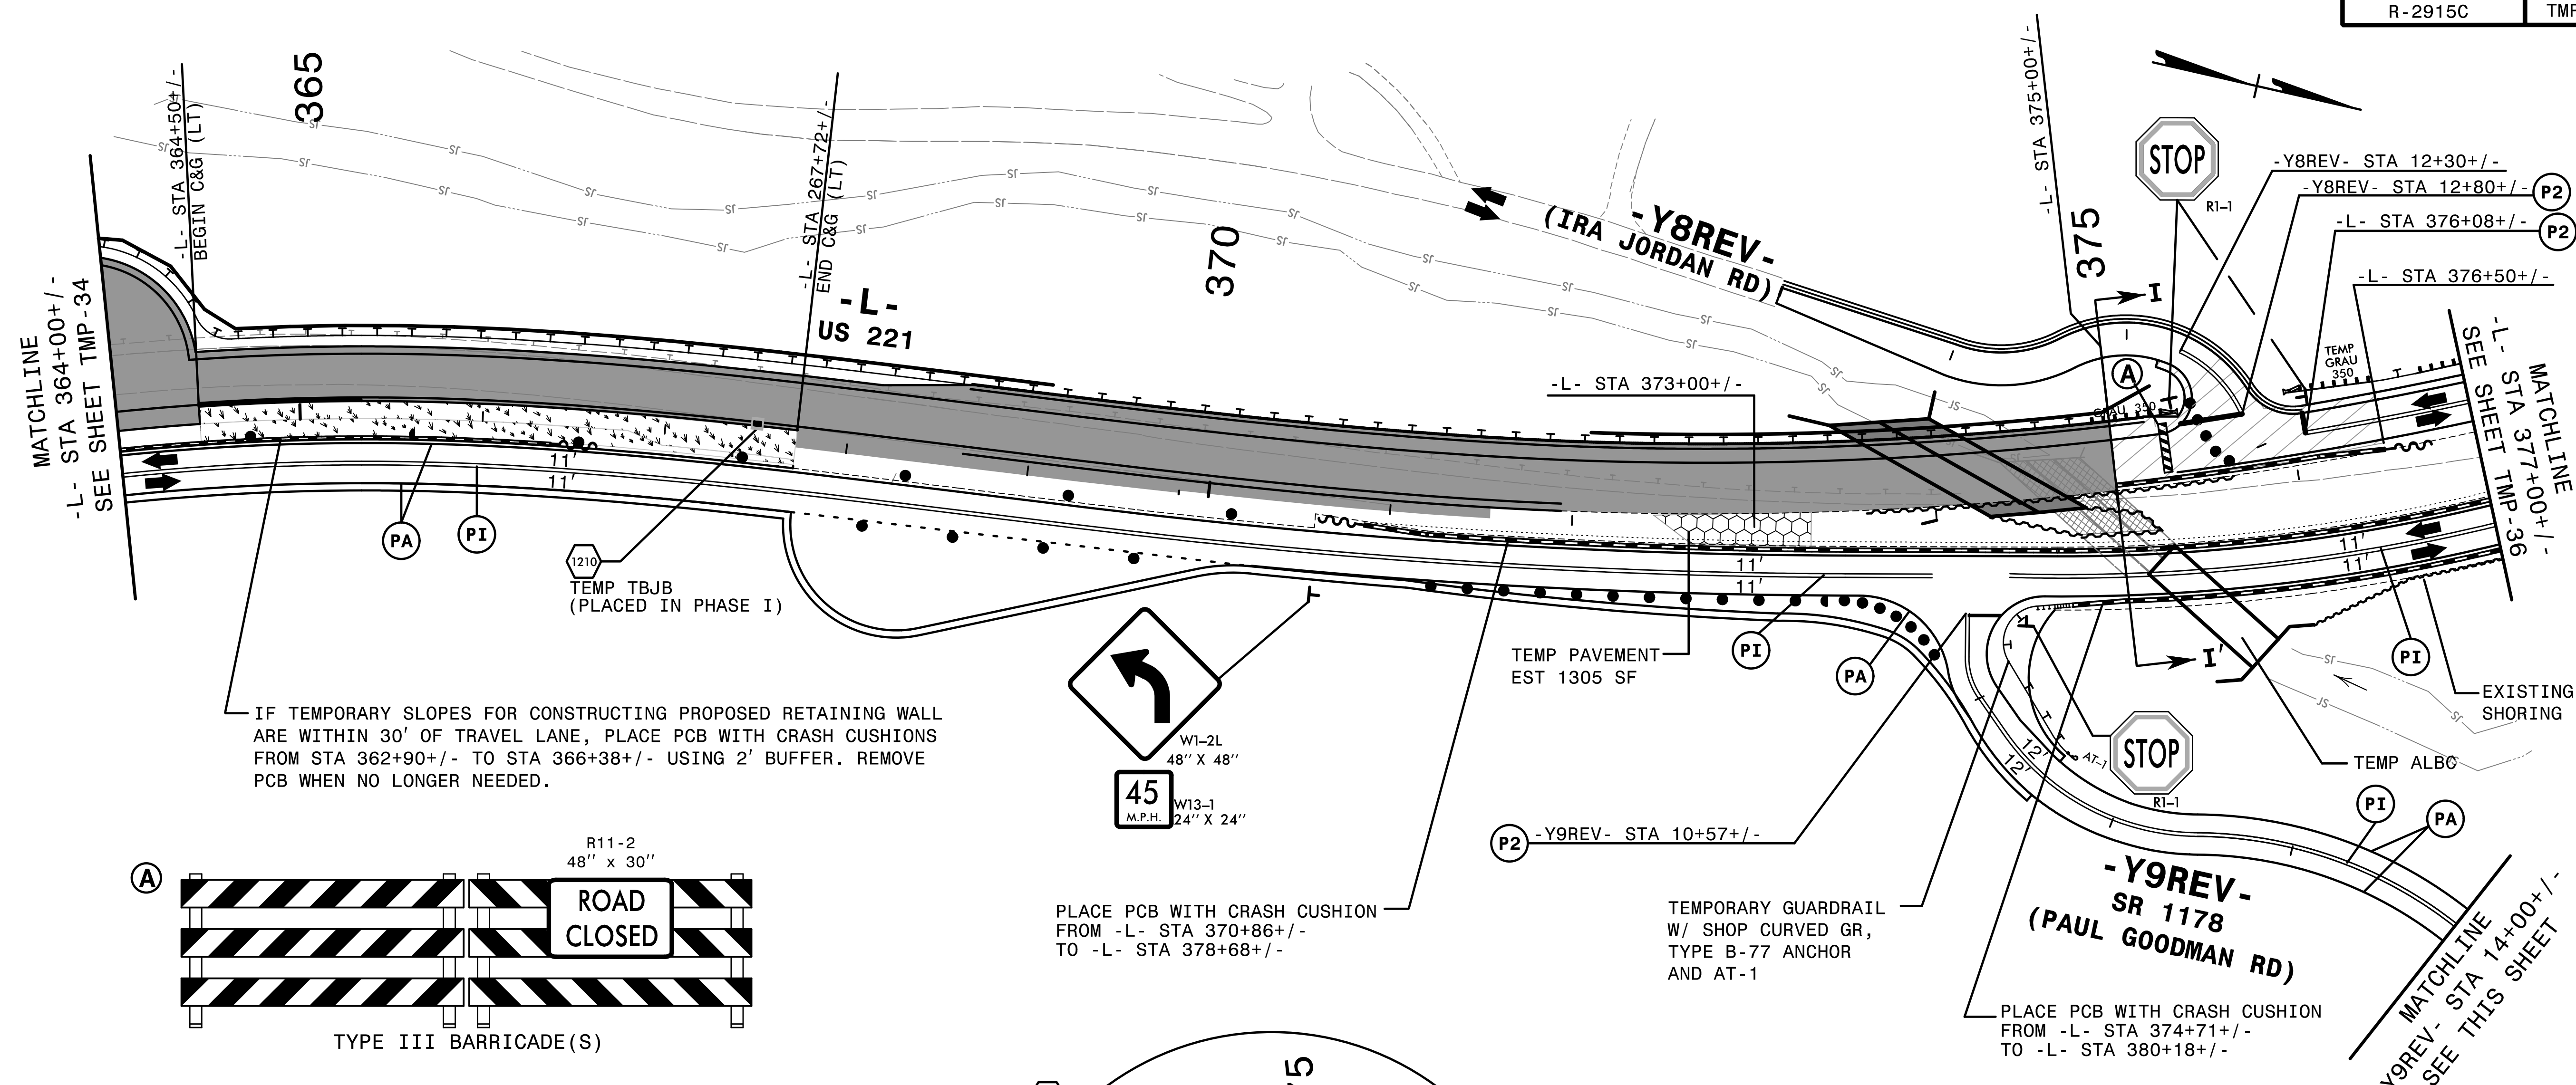 R-2915C
TMP
-L- STA 364+50+/-
BEGIN C&G (LT)
365
-L- STA 267+72+/-
END C&G (LT)
370
-L-
US 221
-Y8REV-
(IRA JORDAN RD)
-L- STA 375+00+/-
375
STOP
R1-1
-Y8REV- STA 12+30+/-
-Y8REV- STA 12+80+/-
P2
-L- STA 376+08+/-
P2
-L- STA 376+50+/-
TEMP
GRAU
350
GRAU 350
A
I
MATCHLINE
-L- STA 364+00+/-
SEE SHEET TMP-34
MATCHLINE
-L- STA 377+00+/-
SEE SHEET TMP-36
-L- STA 373+00+/-
11'
11'
PA
PI
1210
TEMP TBJB
(PLACED IN PHASE I)
11'
11'
TEMP PAVEMENT
EST 1305 SF
PI
PA
11'
11'
PI
I'
EXISTING
SHORING
TEMP ALBC
IF TEMPORARY SLOPES FOR CONSTRUCTING PROPOSED RETAINING WALL
ARE WITHIN 30' OF TRAVEL LANE, PLACE PCB WITH CRASH CUSHIONS
FROM STA 362+90+/- TO STA 366+38+/- USING 2' BUFFER. REMOVE
PCB WHEN NO LONGER NEEDED.
W1-2L
48" X 48"
45
M.P.H.
W13-1
24" X 24"
STOP
R1-1
12'
12'
AT-1
PI
PA
P2
-Y9REV- STA 10+57+/-
-Y9REV-
SR 1178
(PAUL GOODMAN RD)
MATCHLINE
Y9REV- STA 14+00+/-
SEE THIS SHEET
PLACE PCB WITH CRASH CUSHION
FROM -L- STA 370+86+/-
TO -L- STA 378+68+/-
TEMPORARY GUARDRAIL
W/ SHOP CURVED GR,
TYPE B-77 ANCHOR
AND AT-1
PLACE PCB WITH CRASH CUSHION
FROM -L- STA 374+71+/-
TO -L- STA 380+18+/-
A
R11-2
48" x 30"
ROAD
CLOSED
TYPE III BARRICADE(S)